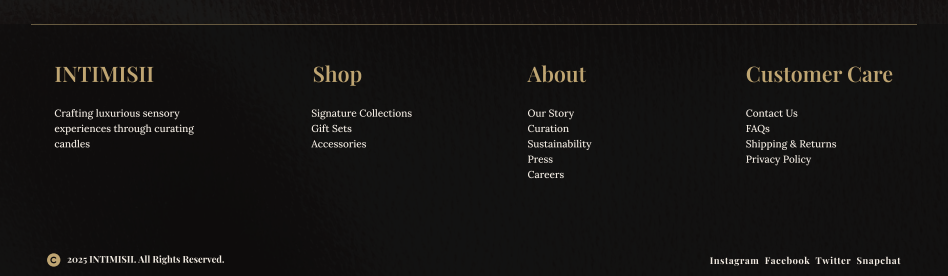 INTIMISII
Crafting luxurious sensory
experiences through curating
candles
Shop
Signature Collections
Gift Sets
Accessories
About
Our Story
Curation
Sustainability
Press
Careers
Customer Care
Contact Us
FAQs
Shipping & Returns
Privacy Policy
© 2025 INTIMISII. All Rights Reserved.
Instagram Facebook Twitter Snapchat